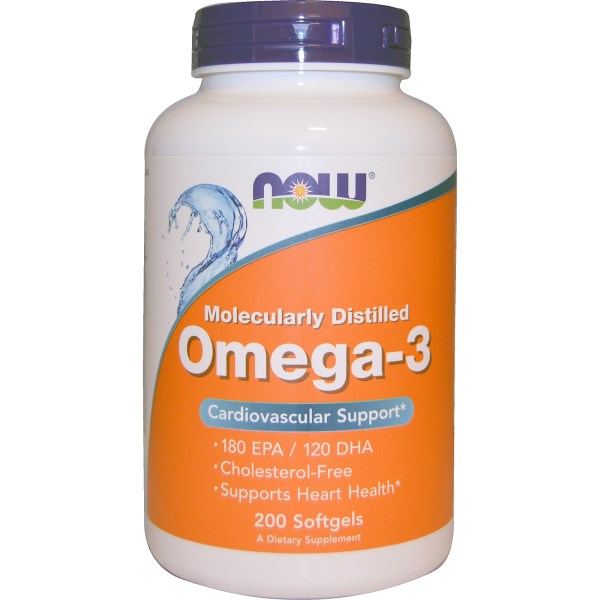 NOW®
Molecularly Distilled
Omega-3
Cardiovascular Support*
• 180 EPA / 120 DHA
• Cholesterol-Free
• Supports Heart Health*
200 Softgels
A Dietary Supplement